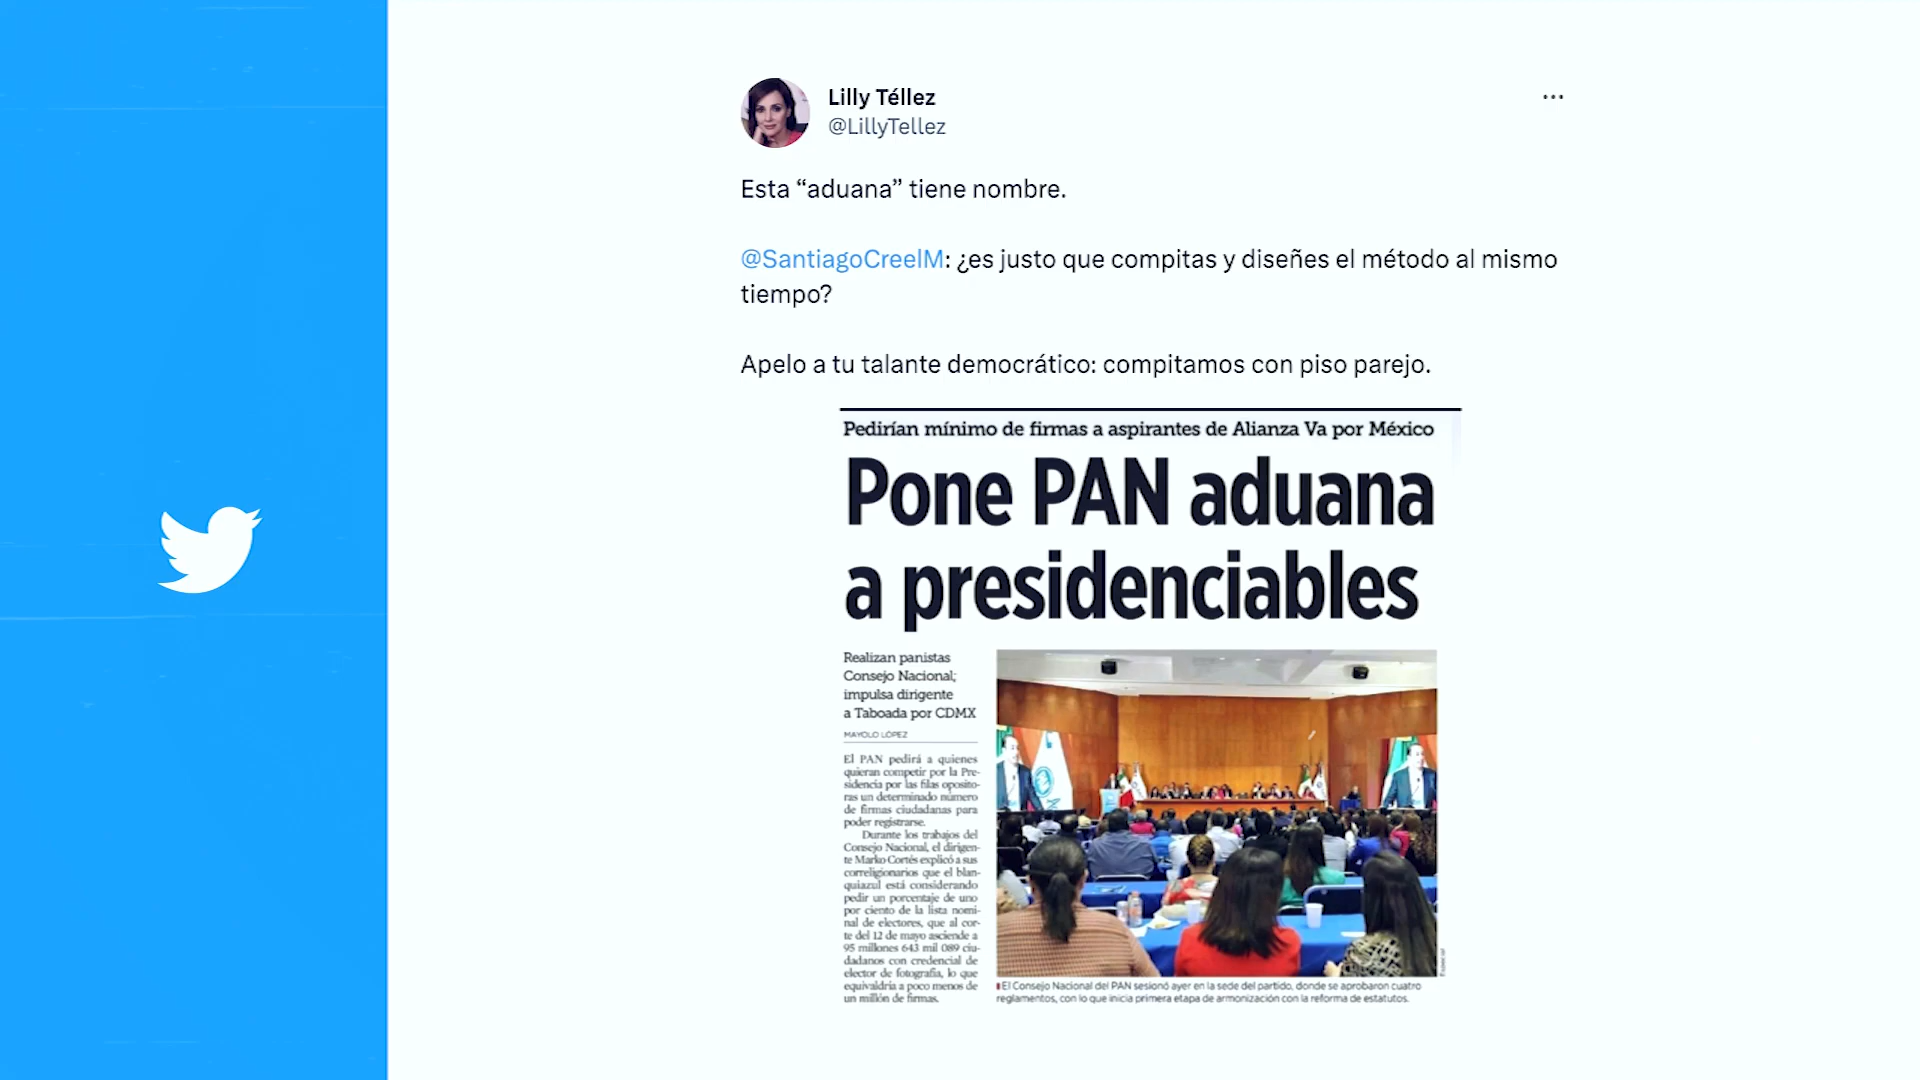 Lilly Téllez
@LillyTellez
Esta “aduana” tiene nombre.
@SantiagoCreelM: ¿es justo que compitas y diseñes el método al mismo
tiempo?
Apelo a tu talante democrático: compitamos con piso parejo.
Pedirían mínimo de firmas a aspirantes de Alianza Va por México
Pone PAN aduana
a presidenciables
Realizan panistas
Consejo Nacional;
impulsa dirigente
a Taboada por CDMX
MAYOLO LÓPEZ
El PAN pedirá a quienes
quieran competir por la Pre-
sidencia por las filas oposito-
ras un determinado número
de firmas ciudadanas para
poder registrarse.
Durante los trabajos del
Consejo Nacional, el dirigen-
te Marko Cortés explicó a sus
correligionarios que el blan-
quiazul está considerando
pedir un porcentaje de uno
por ciento de la lista nomi-
nal de electores, que al cor-
te del 12 de mayo asciende a
95 millones 643 mil 089 ciu-
dadanos con credencial de
elector de fotografía, lo que
equivaldría a poco menos de
un millón de firmas.
Especial
El Consejo Nacional del PAN sesionó ayer en la sede del partido, donde se aprobaron cuatro
reglamentos, con lo que inicia primera etapa de armonización con la reforma de estatutos.